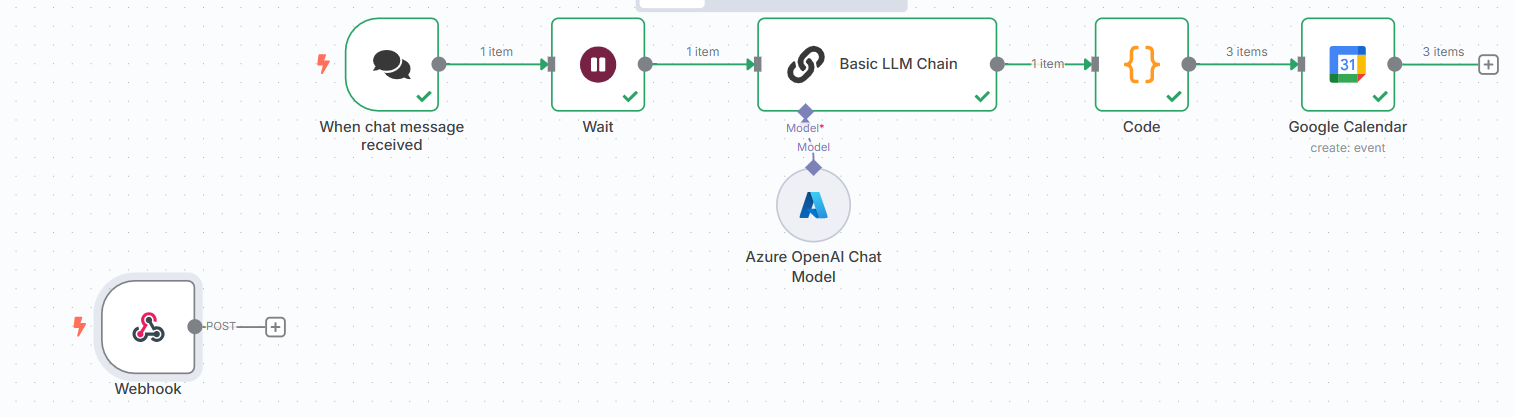 1 item
1 item
Basic LLM Chain
1 item
3 items
31
3 items
When chat message
received
Wait
Model*
Code
Google Calendar
create: event
Model
Azure OpenAI Chat
Model
POST
Webhook